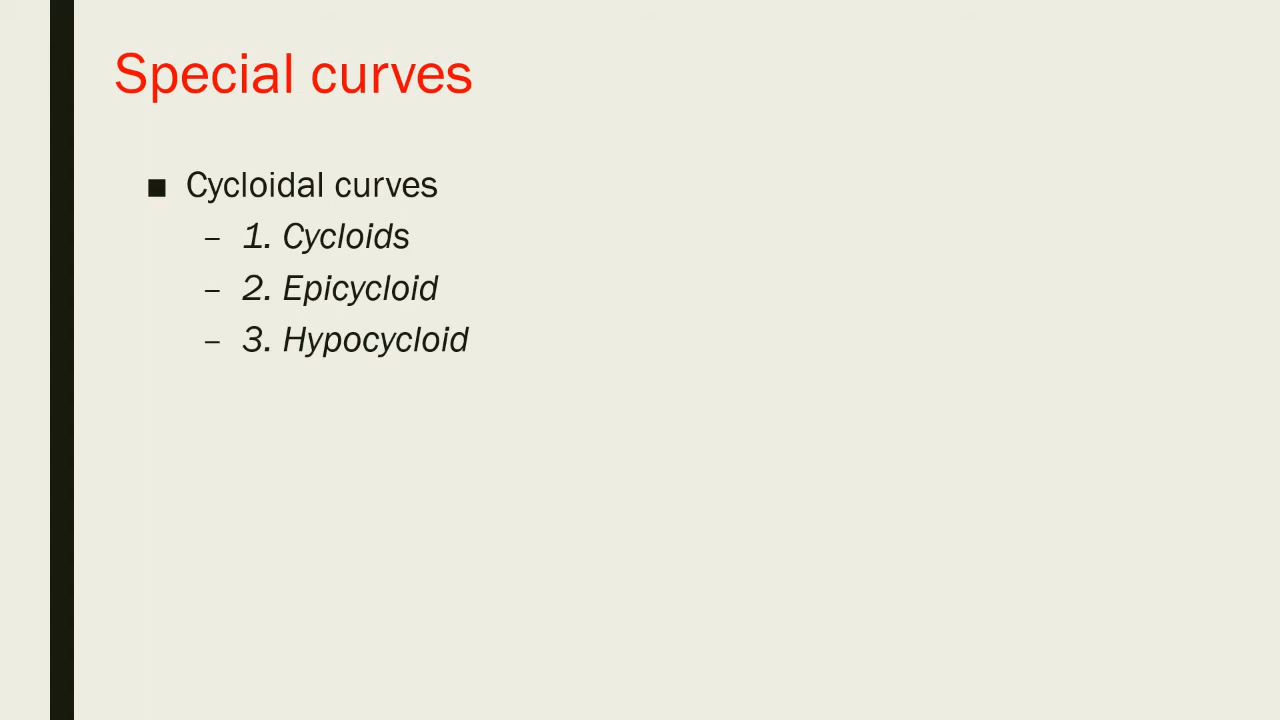 Special curves
■ Cycloidal curves
– 1. Cycloids
– 2. Epicycloid
– 3. Hypocycloid